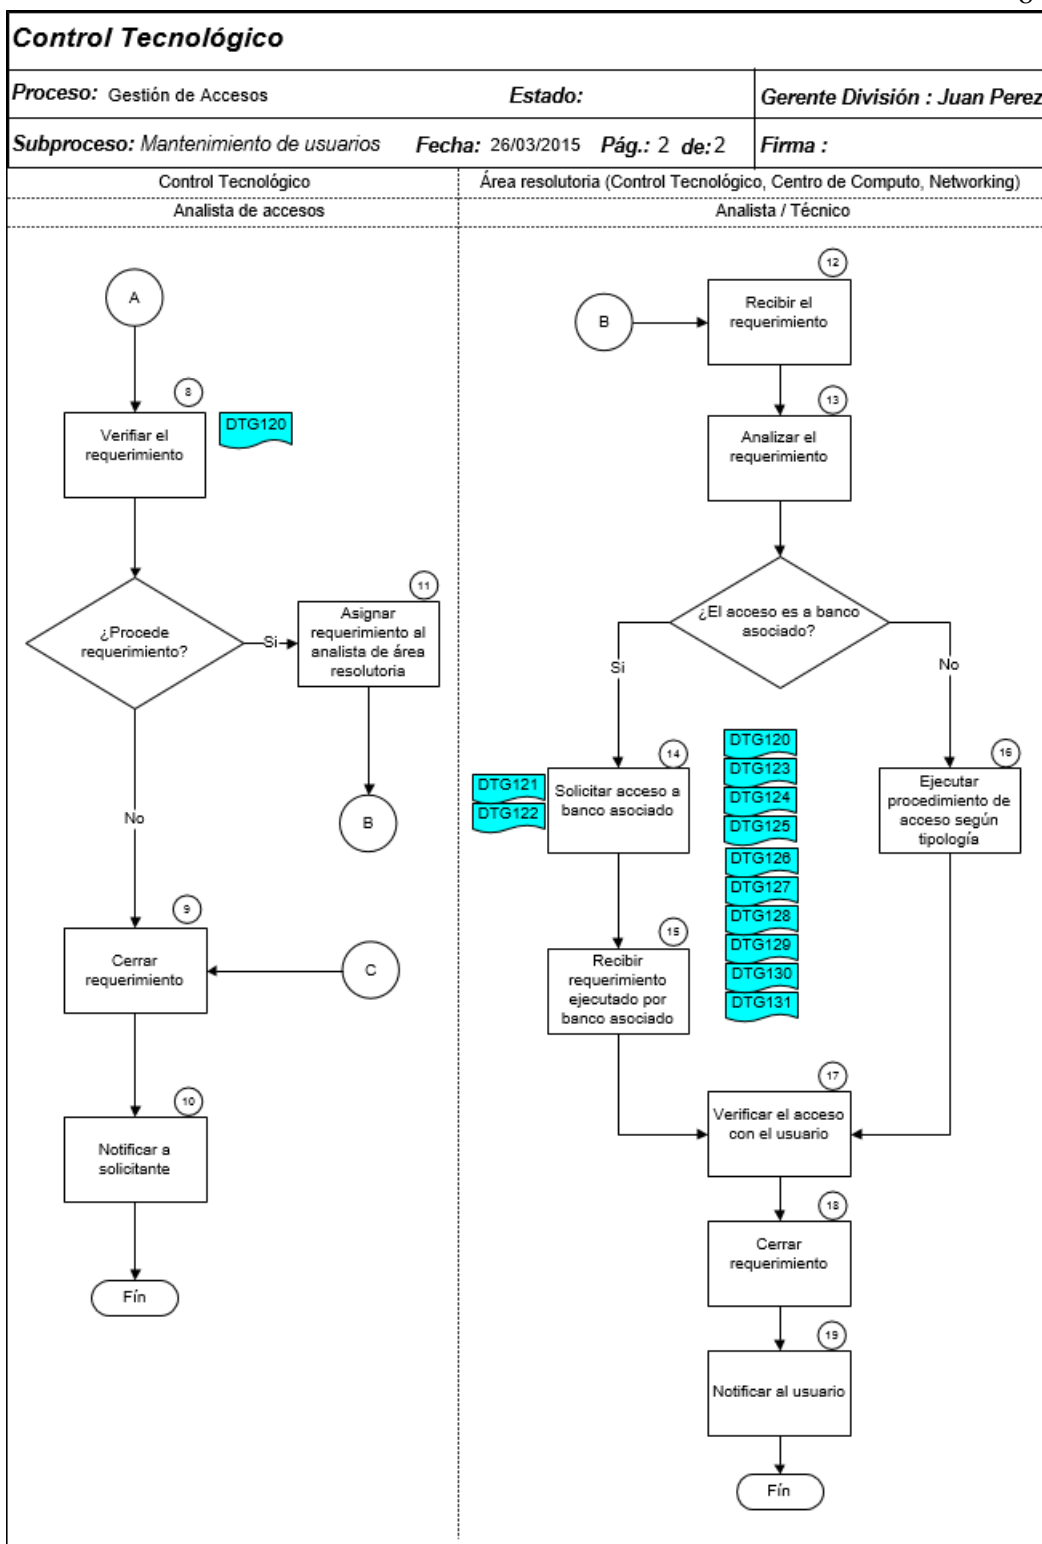 Control Tecnológico
Proceso: Gestión de Accesos
Estado:
Gerente División : Juan Perez
Subproceso: Mantenimiento de usuarios
Fecha: 26/03/2015 Pág.: 2 de: 2
Firma :
Control Tecnológico
Analista de accesos
A
8
Verifiar el
requerimiento
DTG120
¿Procede
requerimiento?
Si
11
Asignar
requerimiento al
analista de área
resolutoria
B
No
9
Cerrar
requerimiento
C
10
Notificar a
solicitante
Fín
Área resolutoria (Control Tecnológico, Centro de Computo, Networking)
Analista / Técnico
B
12
Recibir el
requerimiento
13
Analizar el
requerimiento
¿El acceso es a banco
asociado?
Si
No
14
Solicitar acceso a
banco asociado
DTG121
DTG122
15
Recibir
requerimiento
ejecutado por
banco asociado
DTG120
DTG123
DTG124
DTG125
DTG126
DTG127
DTG128
DTG129
DTG130
DTG131
16
Ejecutar
procedimiento de
acceso según
tipología
17
Verificar el acceso
con el usuario
18
Cerrar
requerimiento
19
Notificar al usuario
Fín